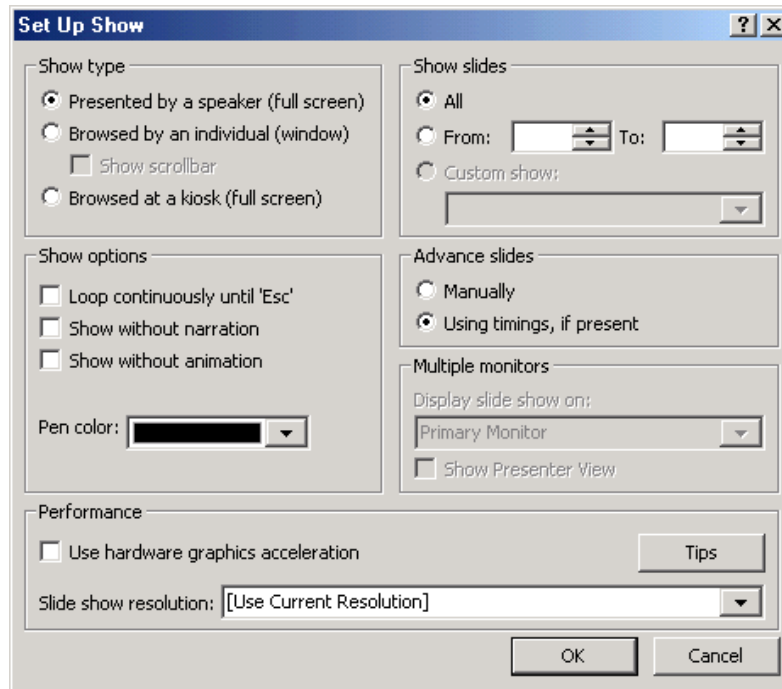 Set Up Show
Show type
Presented by a speaker (full screen)
Browsed by an individual (window)
Show scrollbar
Browsed at a kiosk (full screen)
Show slides
All
From: To:
Custom show:
Show options
Loop continuously until 'Esc'
Show without narration
Show without animation
Pen color:
Advance slides
Manually
Using timings, if present
Multiple monitors
Display slide show on:
Primary Monitor
Show Presenter View
Performance
Use hardware graphics acceleration
Tips
Slide show resolution: [Use Current Resolution]
OK Cancel